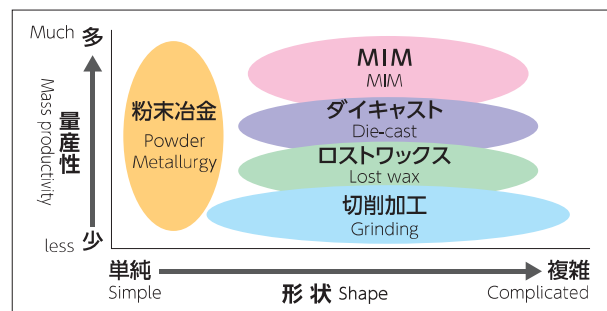 Much 多
量産性
Mass productivity
less 少
粉末冶金
Powder
Metallurgy
MIM
MIM
ダイキャスト
Die-cast
ロストワックス
Lost wax
切削加工
Grinding
単純
Simple
形 状 Shape
複雑
Complicated